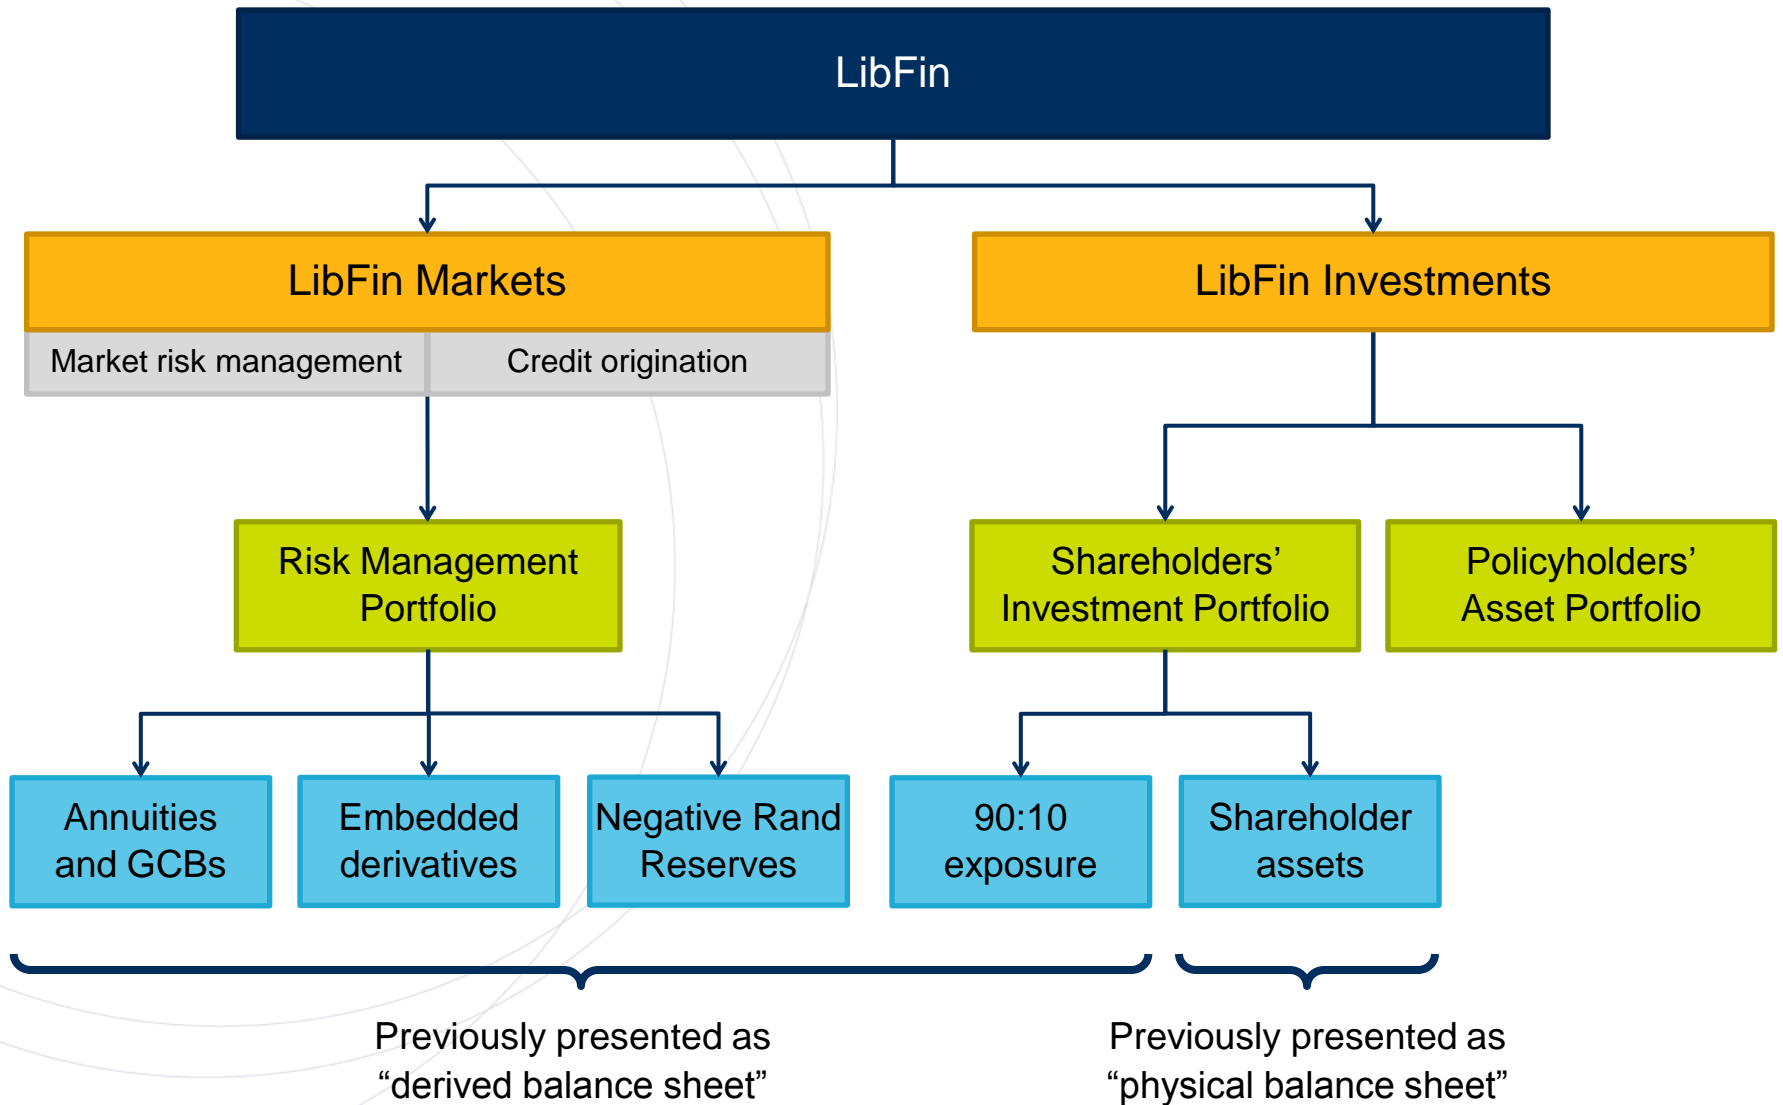 LibFin
LibFin Markets
LibFin Investments
Market risk management
Credit origination
Risk Management
Portfolio
Shareholders’
Investment Portfolio
Policyholders’
Asset Portfolio
Annuities
and GCBs
Embedded
derivatives
Negative Rand
Reserves
90:10
exposure
Shareholder
assets
Previously presented as
“derived balance sheet”
Previously presented as
“physical balance sheet”